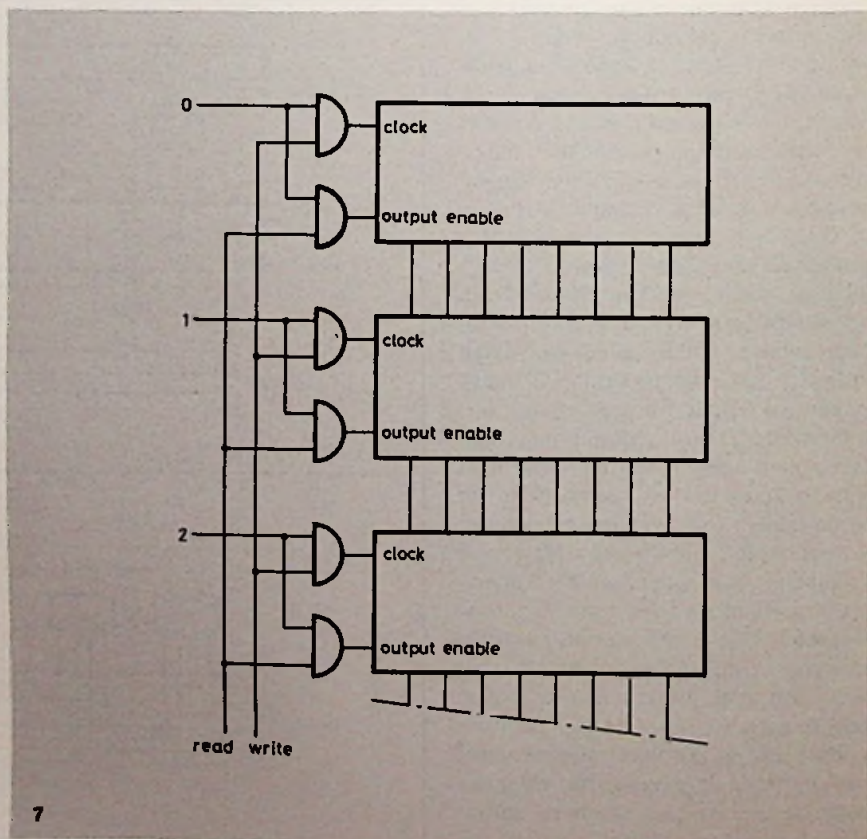 0
clock
output enable
1
clock
output enable
2
clock
output enable
read write
7